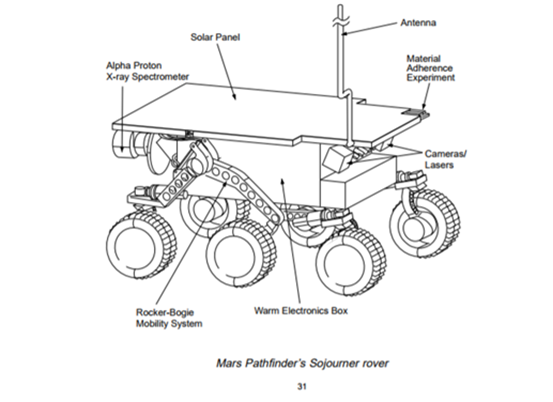 Antenna
Solar Panel
Material
Adherence
Experiment
Alpha Proton
X-ray Spectrometer
Cameras/
Lasers
Rocker-Bogie
Mobility System
Warm Electronics Box
Mars Pathfinder's Sojourner rover
31